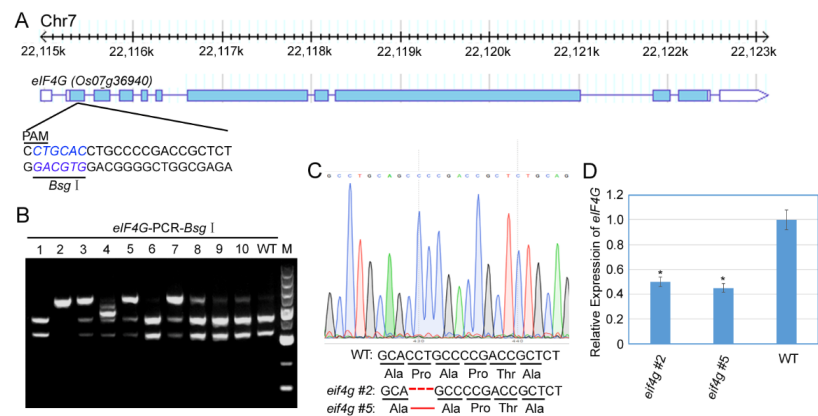 A
Chr7
22,115k 22,116k 22,117k 22,118k 22,119k 22,120k 22,121k 22,122k 22,123k
eIF4G (Os07g36940)
PAM
CCTGCACCTGCCCCGACCGCTCT
GGACGTGGACGGGGCTGGCGAGA
Bsg I
B
eIF4G-PCR-Bsg I
1 2 3 4 5 6 7 8 9 10 WT M
C
G C C T G C A G C C C C G A C C G C T C T G C A G
400 440
WT: GCACCTGCCCCGACCGCTCT
Ala Pro Ala Pro Thr Ala
eif4g #2: GCA---GCCCCGACCGCTCT
eif4g #5: Ala Ala Pro Thr Ala
D
Relative Expressioin of eIF4G
1.2
1.0
0.8
0.6
0.4
0.2
0
* *
eif4g #2 eif4g #5 WT